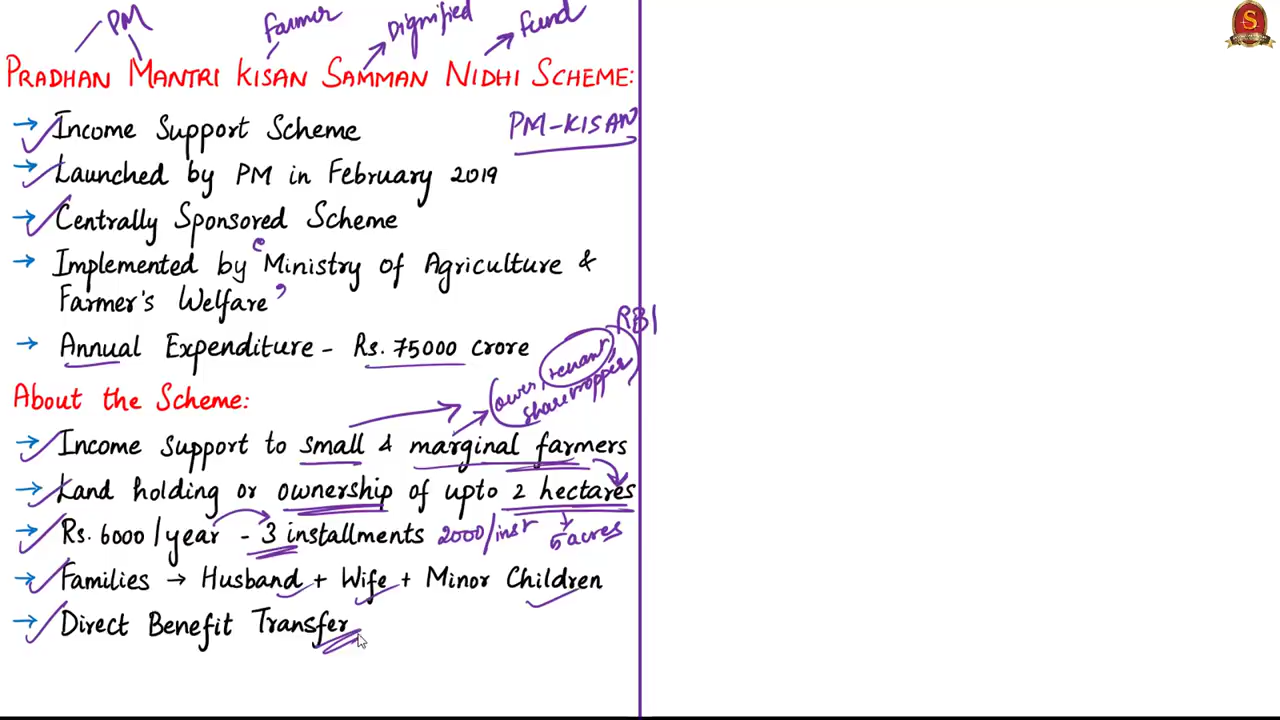 PM Farmer Dignified Fund
PRADHAN MANTRI KISAN SAMMAN NIDHI SCHEME:
→ Income Support Scheme PM-KISAN
→ Launched by PM in February 2019
→ Centrally Sponsored Scheme
→ Implemented by "Ministry of Agriculture &
Farmer's Welfare"
RBI
→ Annual Expenditure - Rs. 75000 crore
tenant,
sharecropper
About the Scheme:
→ Income support to small & marginal farmers
→ Land holding or ownership of upto 2 hectares
→ Rs. 6000/year - 3 installments 2000/inst 5 acres
→ Families → Husband + Wife + Minor Children
→ Direct Benefit Transfer
S